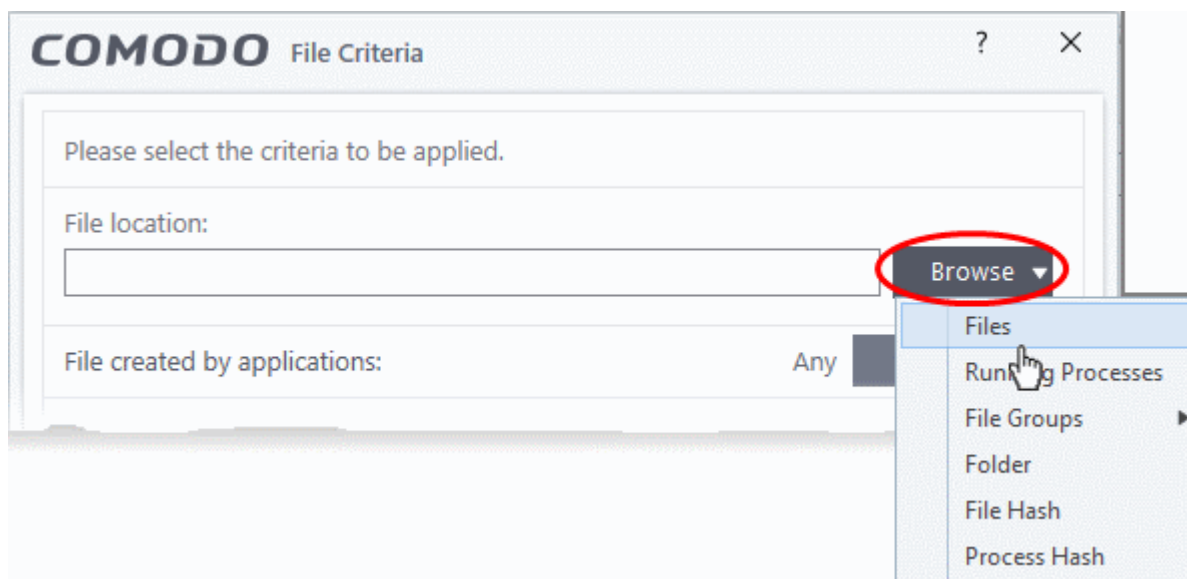 COMODO File Criteria ?
Please select the criteria to be applied.
File location:
Browse
Files
File created by applications: Any
Running Processes
File Groups
Folder
File Hash
Process Hash